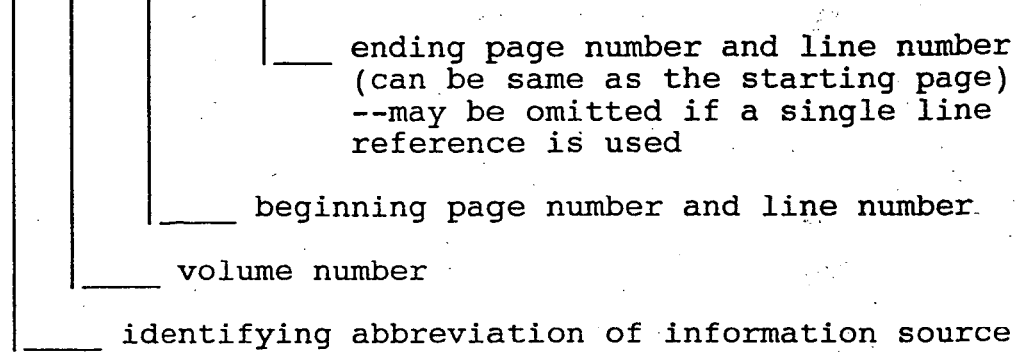 ending page number and line number
(can be same as the starting page)
--may be omitted if a single line
reference is used
beginning page number and line number
volume number
identifying abbreviation of information source